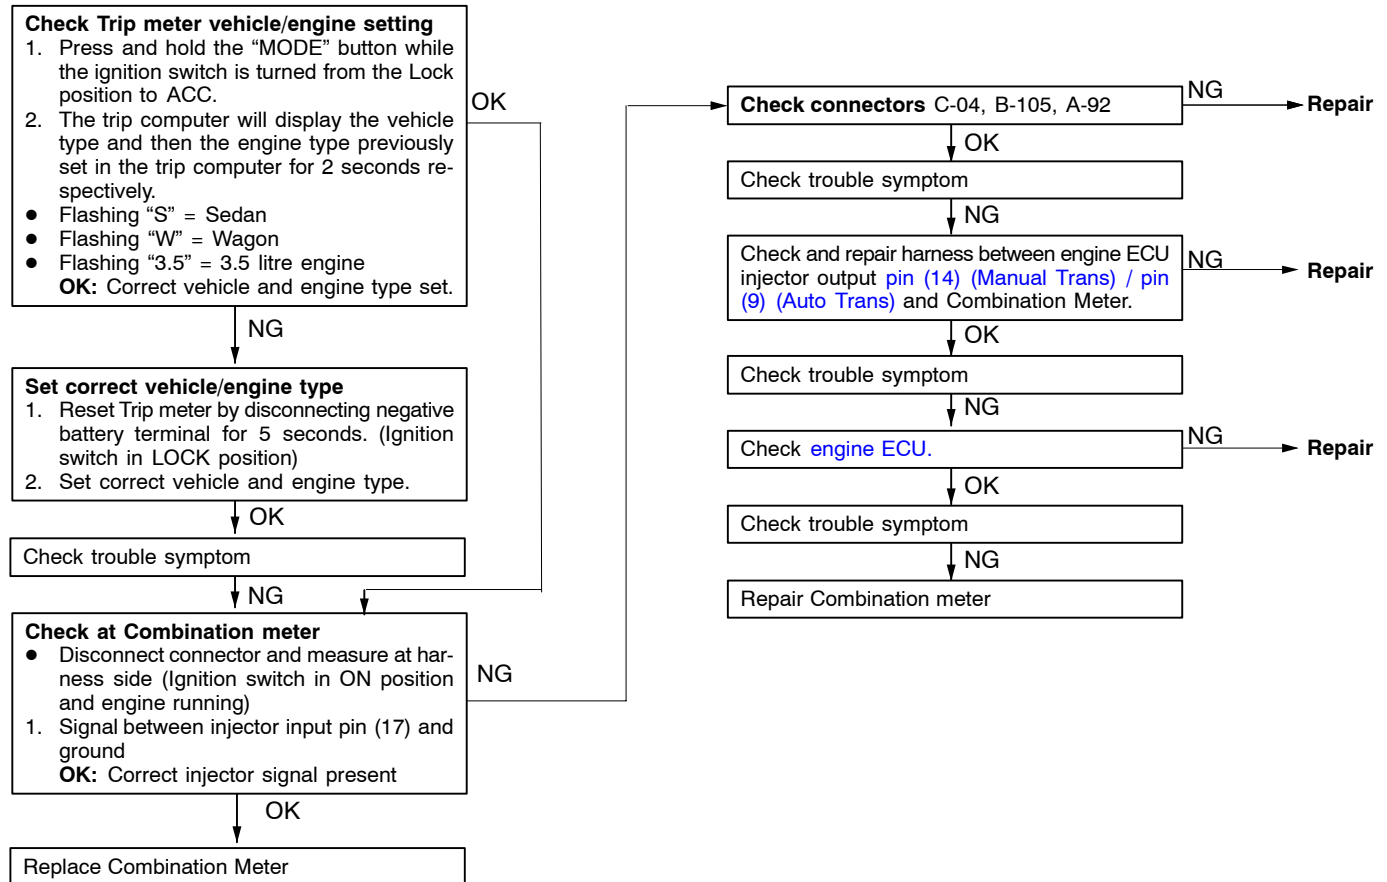 Check Trip meter vehicle/engine setting
1. Press and hold the “MODE” button while
the ignition switch is turned from the Lock
position to ACC.
2. The trip computer will display the vehicle
type and then the engine type previously
set in the trip computer for 2 seconds re-
spectively.
● Flashing “S” = Sedan
● Flashing “W” = Wagon
● Flashing “3.5” = 3.5 litre engine
OK: Correct vehicle and engine type set.
OK
NG
Set correct vehicle/engine type
1. Reset Trip meter by disconnecting negative
battery terminal for 5 seconds. (Ignition
switch in LOCK position)
2. Set correct vehicle and engine type.
OK
Check trouble symptom
NG
Check at Combination meter
● Disconnect connector and measure at har-
ness side (Ignition switch in ON position
and engine running)
1. Signal between injector input pin (17) and
ground
OK: Correct injector signal present
NG
OK
Replace Combination Meter
Check connectors C-04, B-105, A-92
NG
Repair
OK
Check trouble symptom
NG
Check and repair harness between engine ECU
injector output pin (14) (Manual Trans) / pin
(9) (Auto Trans) and Combination Meter.
NG
Repair
OK
Check trouble symptom
NG
Check engine ECU.
NG
Repair
OK
Check trouble symptom
NG
Repair Combination meter